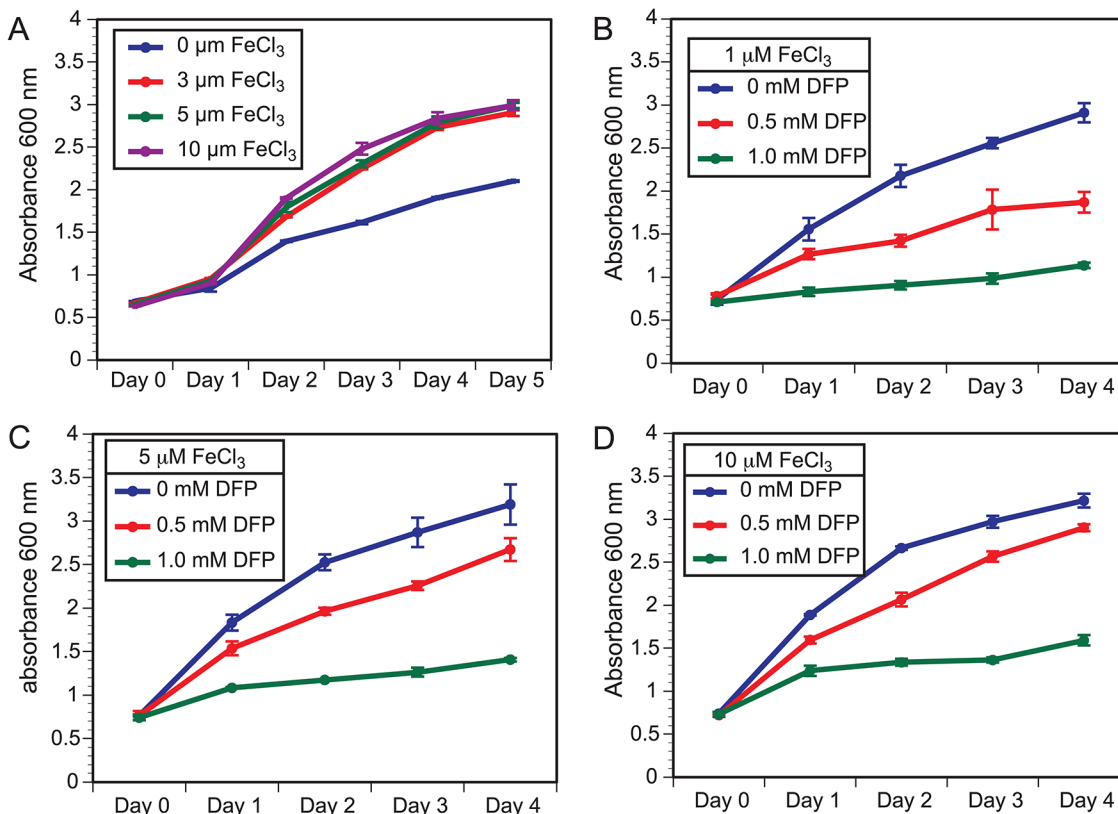 A
Absorbance 600 nm
4
3.5
3
2.5
2
1.5
1
0.5
0
0 µm FeCl₃
3 µm FeCl₃
5 µm FeCl₃
10 µm FeCl₃
Day 0 Day 1 Day 2 Day 3 Day 4 Day 5
B
Absorbance 600 nm
4
3.5
3
2.5
2
1.5
1
0.5
0
1 µM FeCl₃
0 mM DFP
0.5 mM DFP
1.0 mM DFP
Day 0 Day 1 Day 2 Day 3 Day 4
C
absorbance 600 nm
4
3.5
3
2.5
2
1.5
1
0.5
0
5 µM FeCl₃
0 mM DFP
0.5 mM DFP
1.0 mM DFP
Day 0 Day 1 Day 2 Day 3 Day 4
D
Absorbance 600 nm
4
3.5
3
2.5
2
1.5
1
0.5
0
10 µM FeCl₃
0 mM DFP
0.5 mM DFP
1.0 mM DFP
Day 0 Day 1 Day 2 Day 3 Day 4